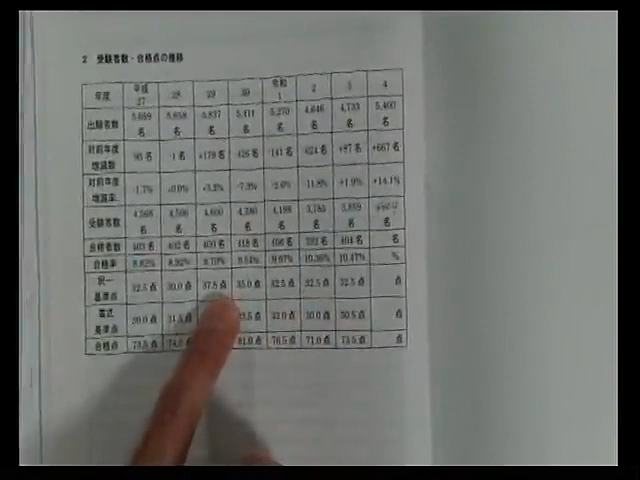 2 受験者数・合格点の推移
年度 平成27 28 29 30 令和1 2 3 4
出願者数 5,659名 5,658名 5,837名 5,411名 5,270名 4,646名 4,733名 5,400名
対前年度増減数 -1名 +179名 -426名 -141名 -624名 +87名 +667名
対前年度増減率 -1.7% +3.2% -7.3% -2.6% -11.8% +1.9% +14.1%
受験者数 4,568名 4,506名 4,600名 4,380名 4,198名 3,785名 3,859名 名
合格者数 403名 402名 400名 418名 406名 392名 404名 名
合格率 8.82% 8.92% 8.70% 9.54% 9.67% 10.36% 10.47% %
択一基準点 32.5点 30.0点 37.5点 35.0点 32.5点 32.5点 32.5点 点
書式基準点 30.0点 31.5点 33.0点 30.0点 30.5点 点
合格点 73.5点 81.0点 76.5点 71.0点 73.5点 点